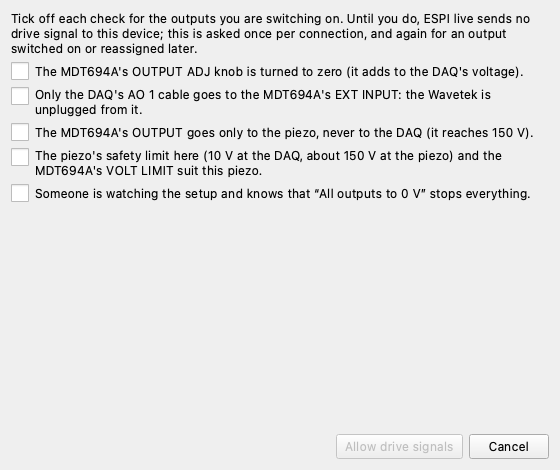 Tick off each check for the outputs you are switching on. Until you do, ESPI live sends no
drive signal to this device; this is asked once per connection, and again for an output
switched on or reassigned later.
The MDT694A's OUTPUT ADJ knob is turned to zero (it adds to the DAQ's voltage).
Only the DAQ's AO 1 cable goes to the MDT694A's EXT INPUT: the Wavetek is
unplugged from it.
The MDT694A's OUTPUT goes only to the piezo, never to the DAQ (it reaches 150 V).
The piezo's safety limit here (10 V at the DAQ, about 150 V at the piezo) and the
MDT694A's VOLT LIMIT suit this piezo.
Someone is watching the setup and knows that “All outputs to 0 V” stops everything.
Allow drive signals
Cancel